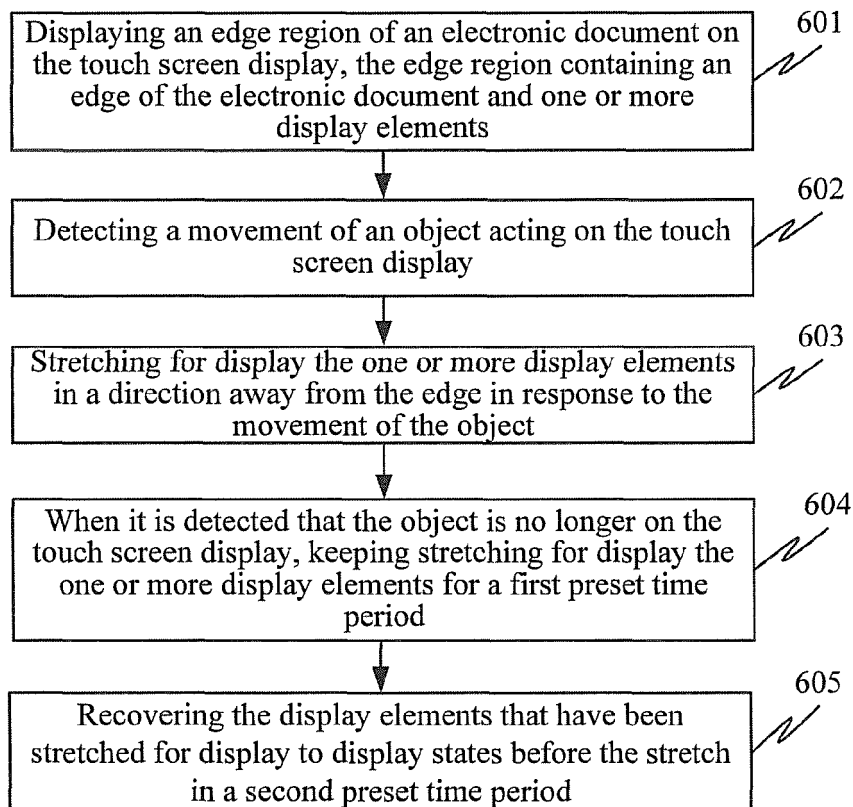 Displaying an edge region of an electronic document on
the touch screen display, the edge region containing an
edge of the electronic document and one or more
display elements
601
Detecting a movement of an object acting on the touch
screen display
602
Stretching for display the one or more display elements
in a direction away from the edge in response to the
movement of the object
603
When it is detected that the object is no longer on the
touch screen display, keeping stretching for display the
one or more display elements for a first preset time
period
604
Recovering the display elements that have been
stretched for display to display states before the stretch
in a second preset time period
605